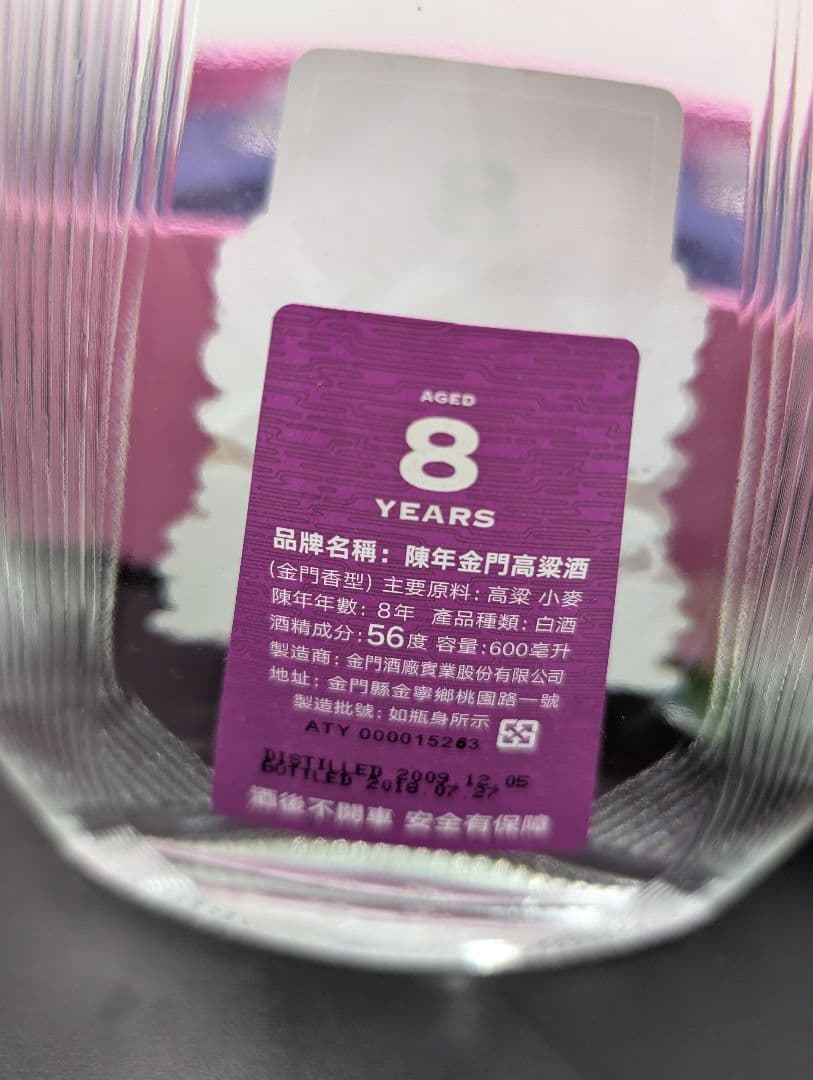 AGED
8
YEARS
品牌名稱：陳年金門高粱酒
(金門香型) 主要原料: 高粱 小麥
陳年年數: 8年 產品種類: 白酒
酒精成分:56度 容量:600毫升
製造商: 金門酒廠實業股份有限公司
地址: 金門縣金寧鄉桃園路一號
製造批號: 如瓶身所示
ATY 000015263
DISTILLED 2009 12 05
BOTTLED 2018 07 27
酒後不開車 安全有保障